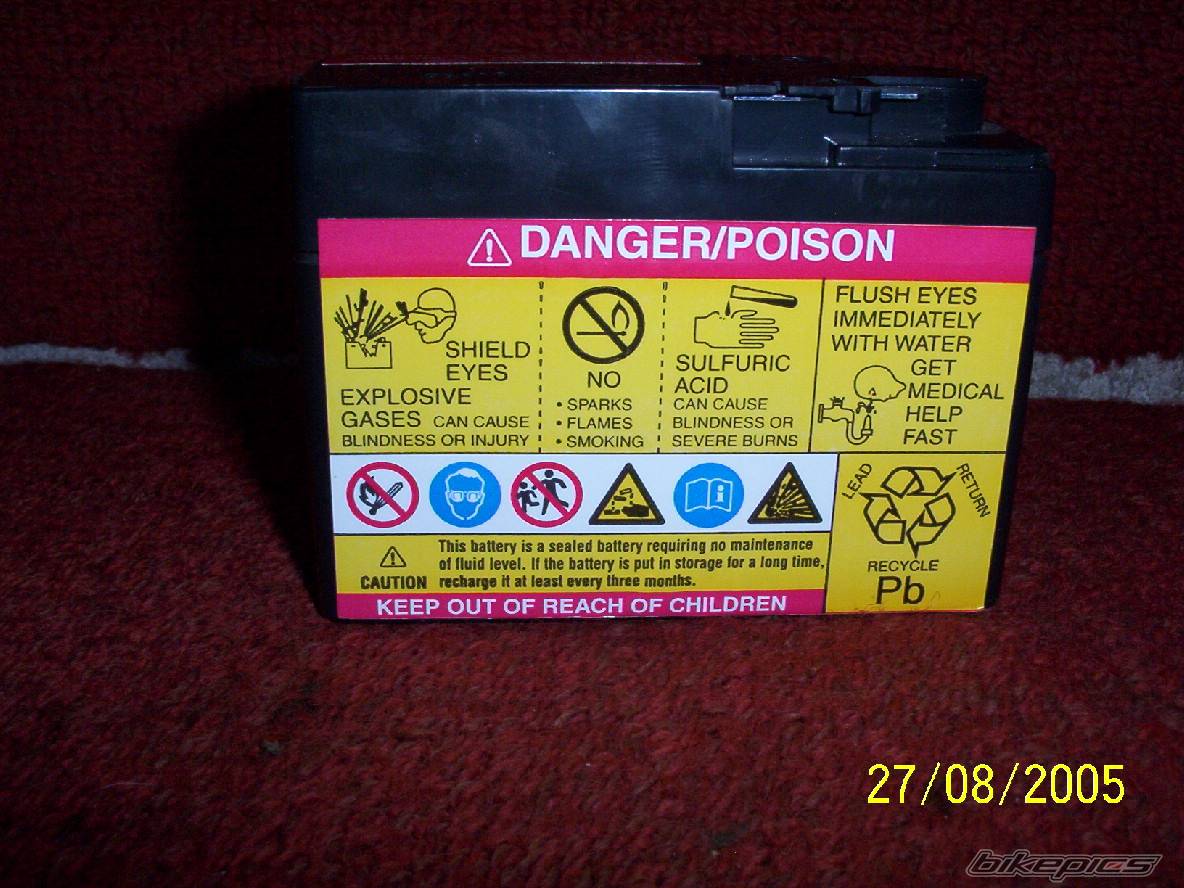 DANGER/POISON
SHIELD
EYES
EXPLOSIVE
GASES CAN CAUSE
BLINDNESS OR INJURY
NO
• SPARKS
• FLAMES
• SMOKING
SULFURIC
ACID
CAN CAUSE
BLINDNESS OR
SEVERE BURNS
FLUSH EYES
IMMEDIATELY
WITH WATER
GET
MEDICAL
HELP
FAST
LEAD
RETURN
RECYCLE
Pb
CAUTION
This battery is a sealed battery requiring no maintenance
of fluid level. If the battery is put in storage for a long time,
recharge it at least every three months.
KEEP OUT OF REACH OF CHILDREN
27/08/2005
bikepics